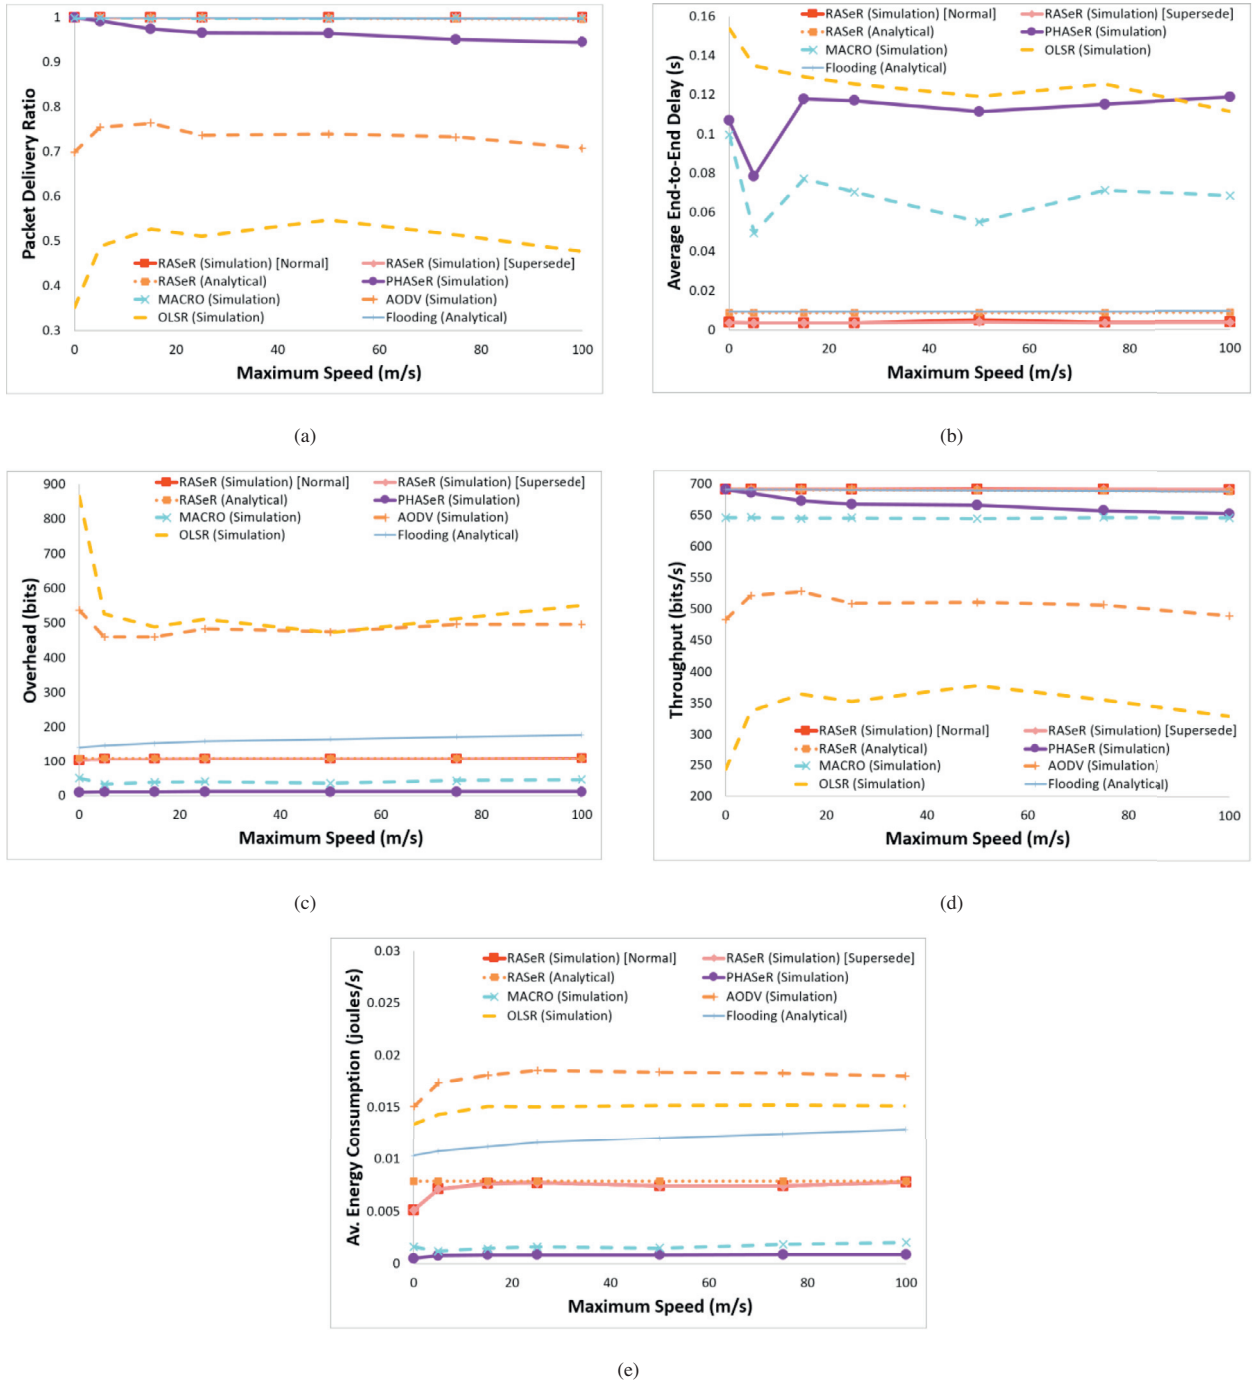 1
0.9
0.8
0.7
0.6
0.5
0.4
0.3
Packet Delivery Ratio
RASeR (Simulation) [Normal] RASeR (Simulation) [Supersede]
RASeR (Analytical) PHASeR (Simulation)
MACRO (Simulation) AODV (Simulation)
OLSR (Simulation) Flooding (Analytical)
0 20 40 60 80 100
Maximum Speed (m/s)
(a)
0.16
0.14
0.12
0.1
0.08
0.06
0.04
0.02
0
Average End-to-End Delay (s)
RASeR (Simulation) [Normal] RASeR (Simulation) [Supersede]
RASeR (Analytical) PHASeR (Simulation)
MACRO (Simulation) OLSR (Simulation)
Flooding (Analytical)
0 20 40 60 80 100
Maximum Speed (m/s)
(b)
900
800
700
600
500
400
300
200
100
0
Overhead (bits)
RASeR (Simulation) [Normal] RASeR (Simulation) [Supersede]
RASeR (Analytical) PHASeR (Simulation)
MACRO (Simulation) AODV (Simulation)
OLSR (Simulation) Flooding (Analytical)
0 20 40 60 80 100
Maximum Speed (m/s)
(c)
700
650
600
550
500
450
400
350
300
250
200
Throughput (bits/s)
RASeR (Simulation) [Normal] RASeR (Simulation) [Supersede]
RASeR (Analytical) PHASeR (Simulation)
MACRO (Simulation) AODV (Simulation)
OLSR (Simulation) Flooding (Analytical)
0 20 40 60 80 100
Maximum Speed (m/s)
(d)
0.03
0.025
0.02
0.015
0.01
0.005
0
Av. Energy Consumption (joules/s)
RASeR (Simulation) [Normal] RASeR (Simulation) [Supersede]
RASeR (Analytical) PHASeR (Simulation)
MACRO (Simulation) AODV (Simulation)
OLSR (Simulation) Flooding (Analytical)
0 20 40 60 80 100
Maximum Speed (m/s)
(e)